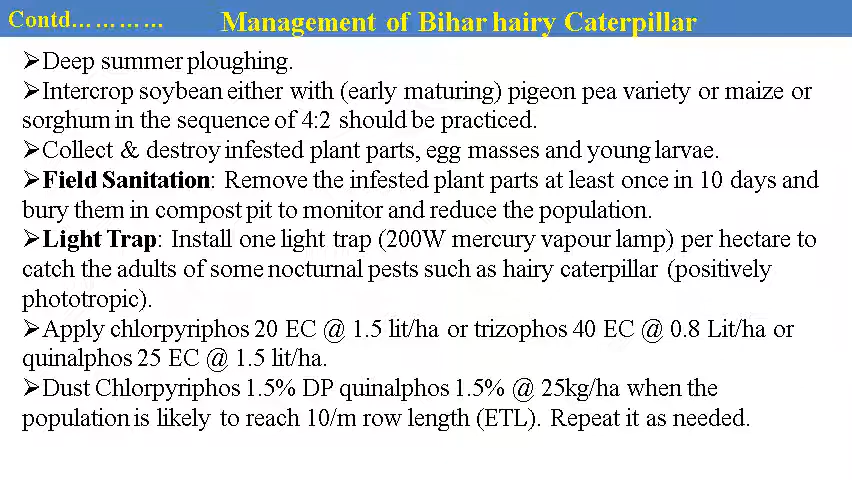 Contd…………
Management of Bihar hairy Caterpillar
➢Deep summer ploughing.
➢Intercrop soybean either with (early maturing) pigeon pea variety or maize or
sorghum in the sequence of 4:2 should be practiced.
➢Collect & destroy infested plant parts, egg masses and young larvae.
➢Field Sanitation: Remove the infested plant parts at least once in 10 days and
bury them in compost pit to monitor and reduce the population.
➢Light Trap: Install one light trap (200W mercury vapour lamp) per hectare to
catch the adults of some nocturnal pests such as hairy caterpillar (positively
phototropic).
➢Apply chlorpyriphos 20 EC @ 1.5 lit/ha or trizophos 40 EC @ 0.8 Lit/ha or
quinalphos 25 EC @ 1.5 lit/ha.
➢Dust Chlorpyriphos 1.5% DP quinalphos 1.5% @ 25kg/ha when the
population is likely to reach 10/m row length (ETL). Repeat it as needed.